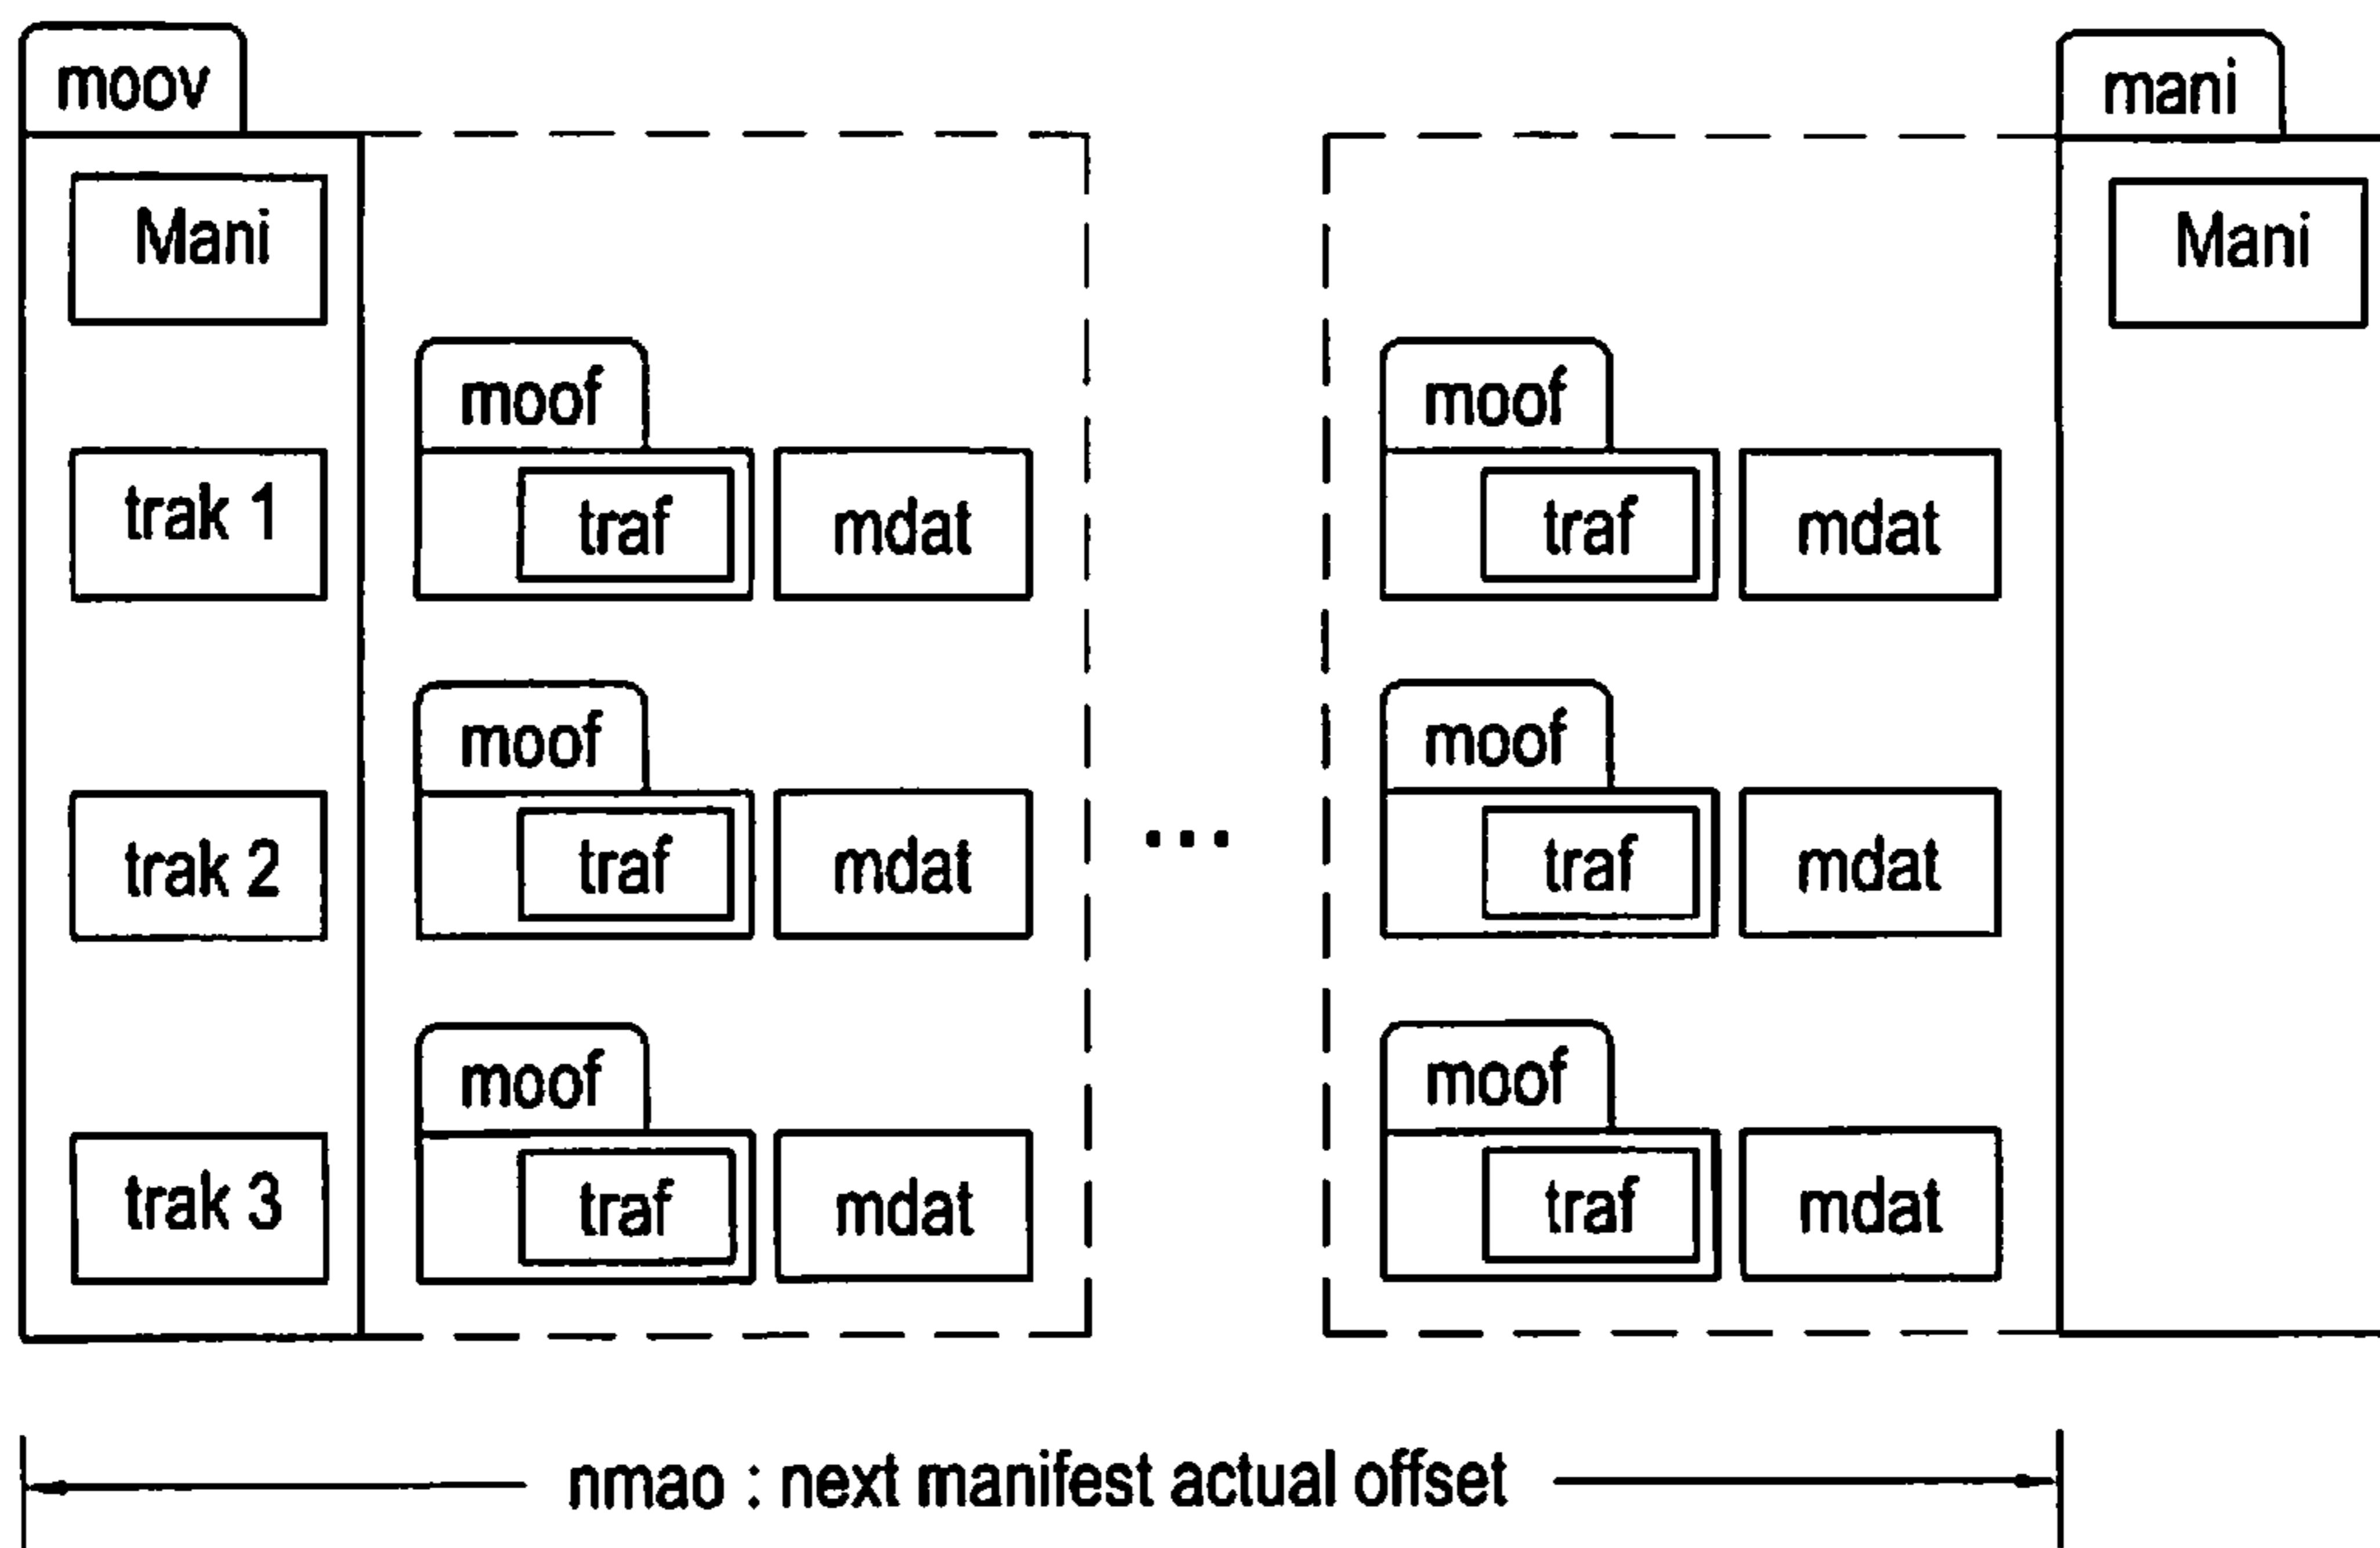 moov
mani
Mani
Mani
moof
moof
trak 1
traf
mdat
traf
mdat
moof
moof
trak 2
traf
mdat
...
traf
mdat
moof
moof
trak 3
traf
mdat
traf
mdat
nmao : next manifest actual offset